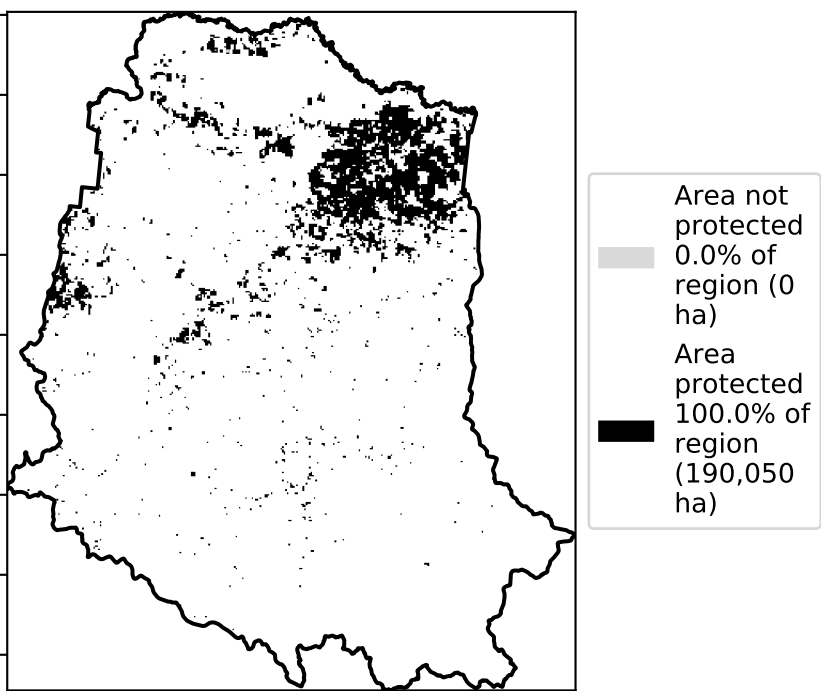 Area not
protected
0.0% of
region (0
ha)
Area
protected
100.0% of
region
(190,050
ha)